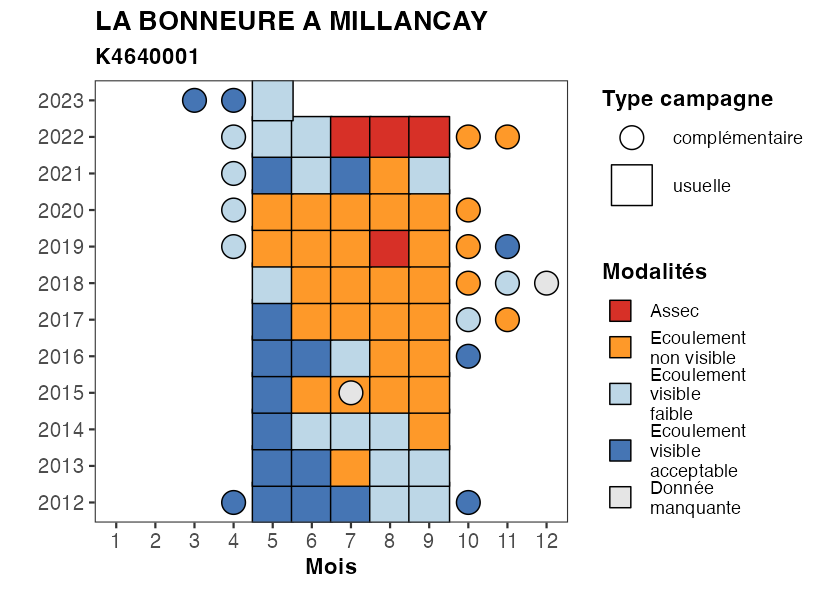 LA BONNEURE A MILLANCAY
K4640001
2023
2022
2021
2020
2019
2018
2017
2016
2015
2014
2013
2012
1 2 3 4 5 6 7 8 9 10 11 12
Mois
Type campagne
complémentaire
usuelle
Modalités
Assec
Ecoulement
non visible
Ecoulement
visible
faible
Ecoulement
visible
acceptable
Donnée
manquante